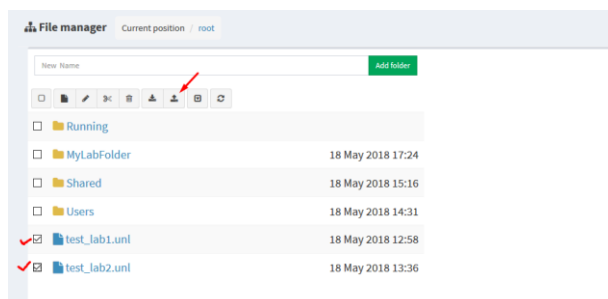 File manager Current position / root
New Name Add folder
Running
MyLabFolder 18 May 2018 17:24
Shared 18 May 2018 15:16
Users 18 May 2018 14:31
test_lab1.unl 18 May 2018 12:58
test_lab2.unl 18 May 2018 13:36